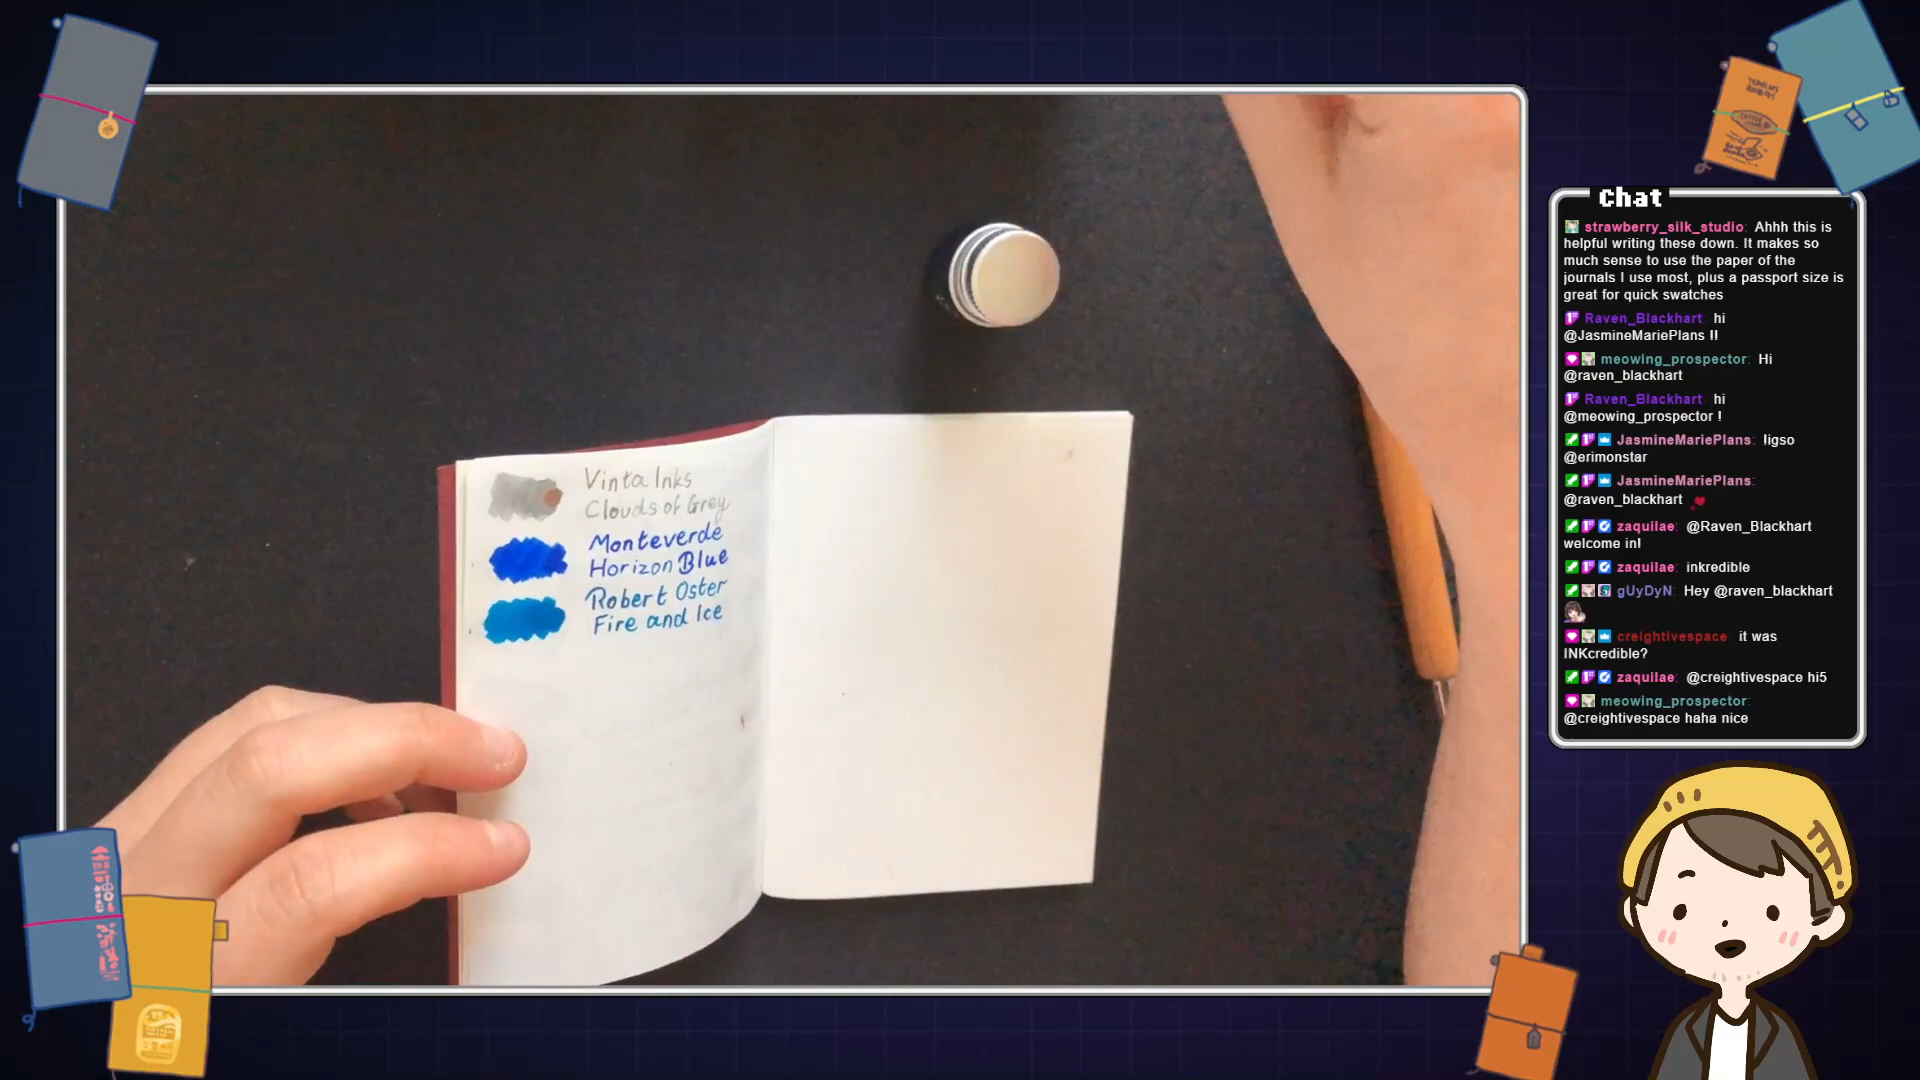 Vinta Inks
Clouds of Grey
Monteverde
Horizon Blue
Robert Oster
Fire and Ice
chat
strawberry_silk_studio: Ahhh this is
helpful writing these down. It makes so
much sense to use the paper of the
journals I use most, plus a passport size is
great for quick swatches
Raven_Blackhart: hi
@JasmineMariePlans !!
meowing_prospector: Hi
@raven_blackhart
Raven_Blackhart: hi
@meowing_prospector !
JasmineMariePlans: !igso
@erimonstar
JasmineMariePlans:
@raven_blackhart
zaquilae: @Raven_Blackhart
welcome in!
zaquilae: inkredible
gUyDyN: Hey @raven_blackhart
creightivespace: it was
INKcredible?
zaquilae: @creightivespace hi5
meowing_prospector:
@creightivespace haha nice